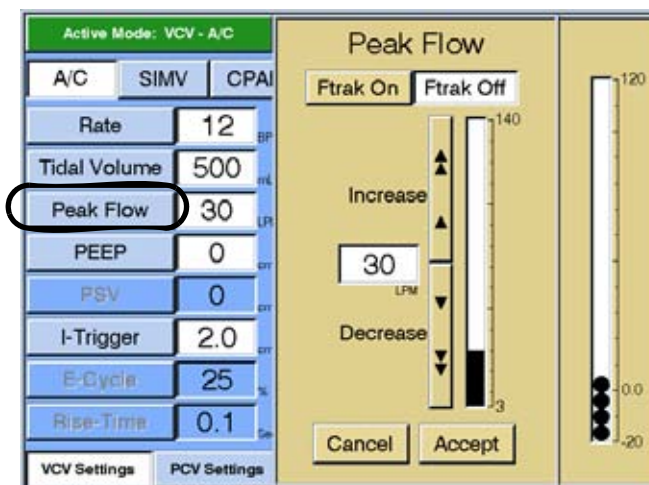 Active Mode: VCV - A/C
A/C SIMV
Rate 12
Tidal Volume 500 mL
Peak Flow 30
PEEP 0
PSV 0
I-Trigger 2.0
E-Cycle 25 %
Rise-Time 0.1
VCV Settings PCV Settings
Peak Flow
Ftrak On Ftrak Off
140
Increase
30
LPM
Decrease
3
Cancel Accept
120
0.0
-20